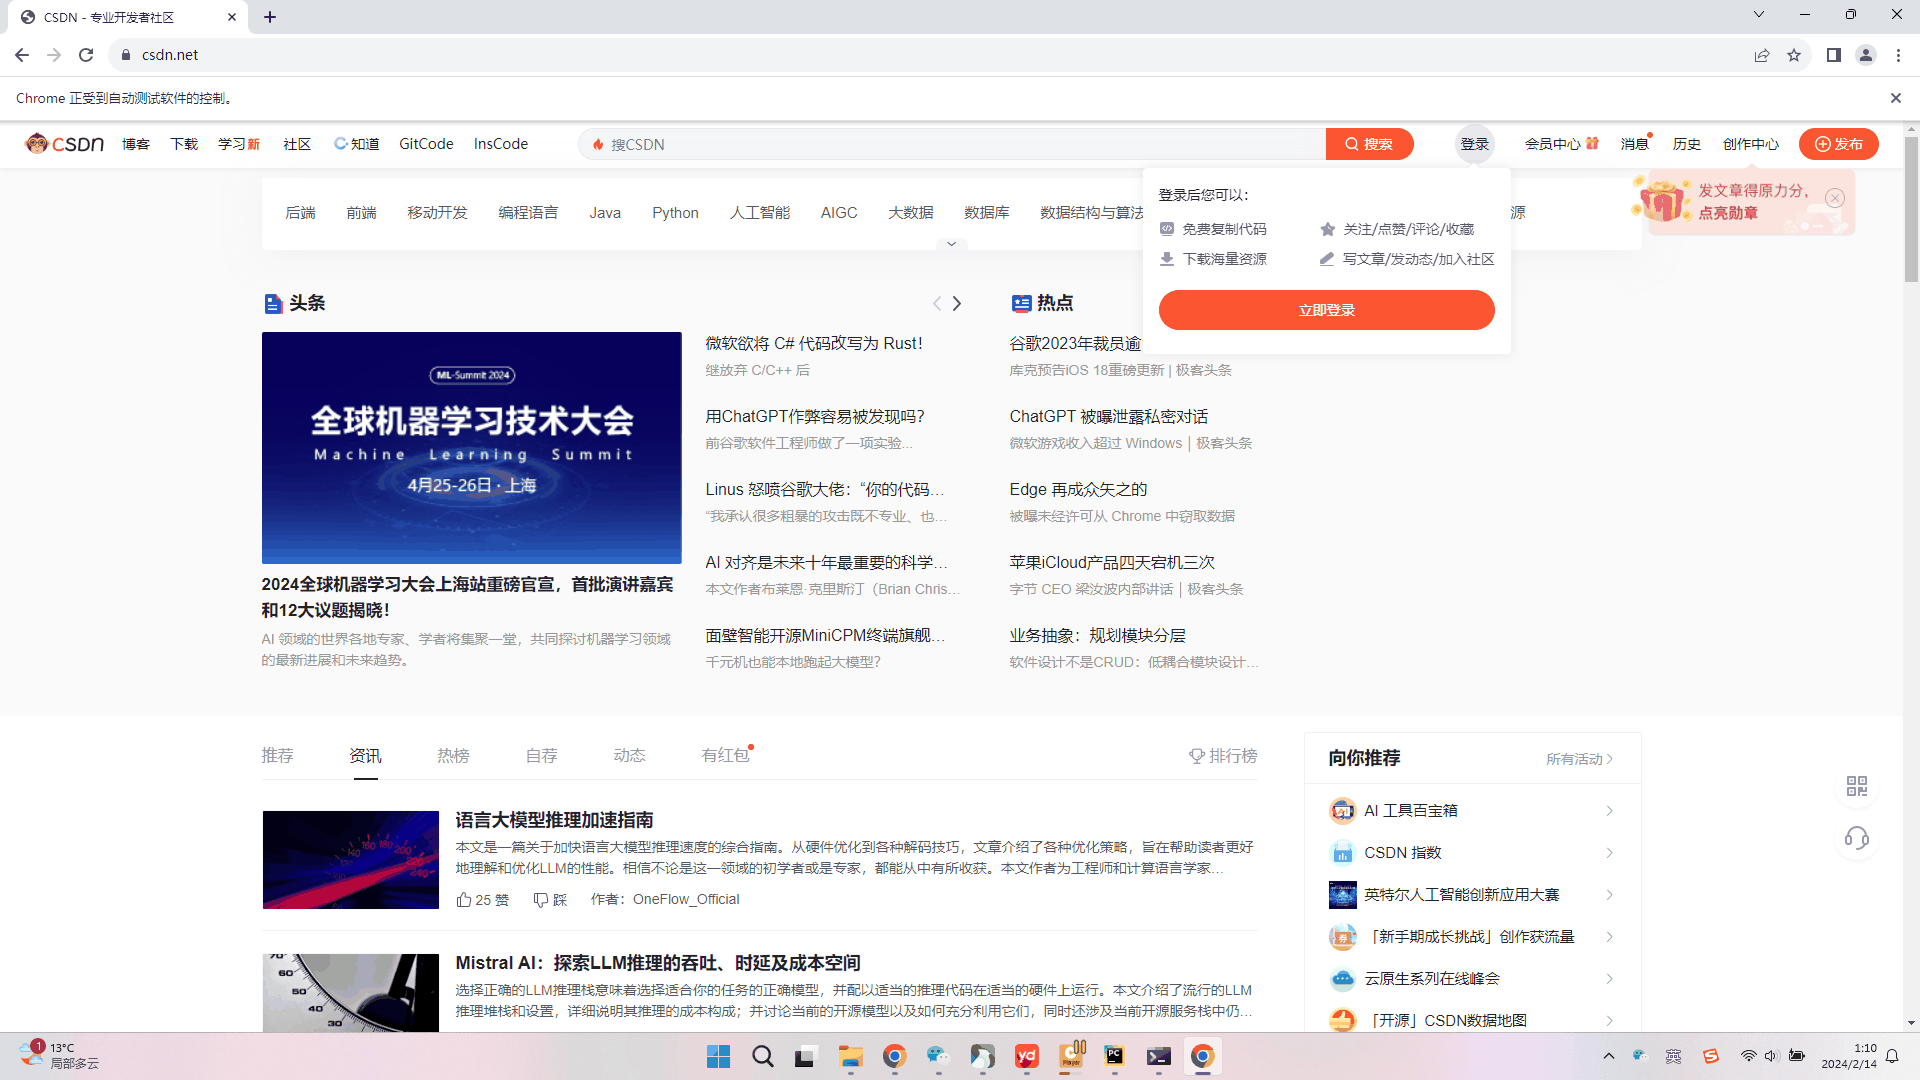 CSDN - 专业开发者社区
csdn.net
Chrome 正受到自动测试软件的控制。
CSDN 博客 下载 学习新 社区 知道 GitCode InsCode 搜CSDN 搜索 登录 会员中心 消息 历史 创作中心 发布
登录后您可以：
免费复制代码 关注/点赞/评论/收藏
下载海量资源 写文章/发动态/加入社区
立即登录
发文章得原力分，
点亮勋章
后端 前端 移动开发 编程语言 Java Python 人工智能 AIGC 大数据 数据库 数据结构与算法 源
头条
ML-Summit 2024
全球机器学习技术大会
Machine Learning Summit
4月25-26日·上海
2024全球机器学习大会上海站重磅官宣，首批演讲嘉宾
和12大议题揭晓！
AI 领域的世界各地专家、学者将集聚一堂，共同探讨机器学习领域
的最新进展和未来趋势。
微软欲将 C# 代码改写为 Rust！
继放弃 C/C++ 后
用ChatGPT作弊容易被发现吗？
前谷歌软件工程师做了一项实验...
Linus 怒喷谷歌大佬：“你的代码…
“我承认很多粗暴的攻击既不专业、也…
AI 对齐是未来十年最重要的科学…
本文作者布莱恩·克里斯汀（Brian Chris…
面壁智能开源MiniCPM终端旗舰…
千元机也能本地跑起大模型？
热点
谷歌2023年裁员逾
库克预告iOS 18重磅更新 | 极客头条
ChatGPT 被曝泄露私密对话
微软游戏收入超过 Windows｜极客头条
Edge 再成众矢之的
被曝未经许可从 Chrome 中窃取数据
苹果iCloud产品四天宕机三次
字节 CEO 梁汝波内部讲话｜极客头条
业务抽象：规划模块分层
软件设计不是CRUD：低耦合模块设计…
推荐 资讯 热榜 自荐 动态 有红包 排行榜
语言大模型推理加速指南
本文是一篇关于加快语言大模型推理速度的综合指南。从硬件优化到各种解码技巧，文章介绍了各种优化策略，旨在帮助读者更好
地理解和优化LLM的性能。相信不论是这一领域的初学者或是专家，都能从中有所收获。本文作者为工程师和计算语言学家…
25 赞 踩 作者：OneFlow_Official
Mistral AI：探索LLM推理的吞吐、时延及成本空间
选择正确的LLM推理栈意味着选择适合你的任务的正确模型，并配以适当的推理代码在适当的硬件上运行。本文介绍了流行的LLM
推理堆栈和设置，详细说明其推理的成本构成；并讨论当前的开源模型以及如何充分利用它们，同时还涉及当前开源服务栈中仍…
向你推荐 所有活动
AI 工具百宝箱
CSDN 指数
英特尔人工智能创新应用大赛
「新手期成长挑战」创作获流量
云原生系列在线峰会
「开源」CSDN数据地图
1
13°C
局部多云
yd
Player
PC
英
1:10
2024/2/14